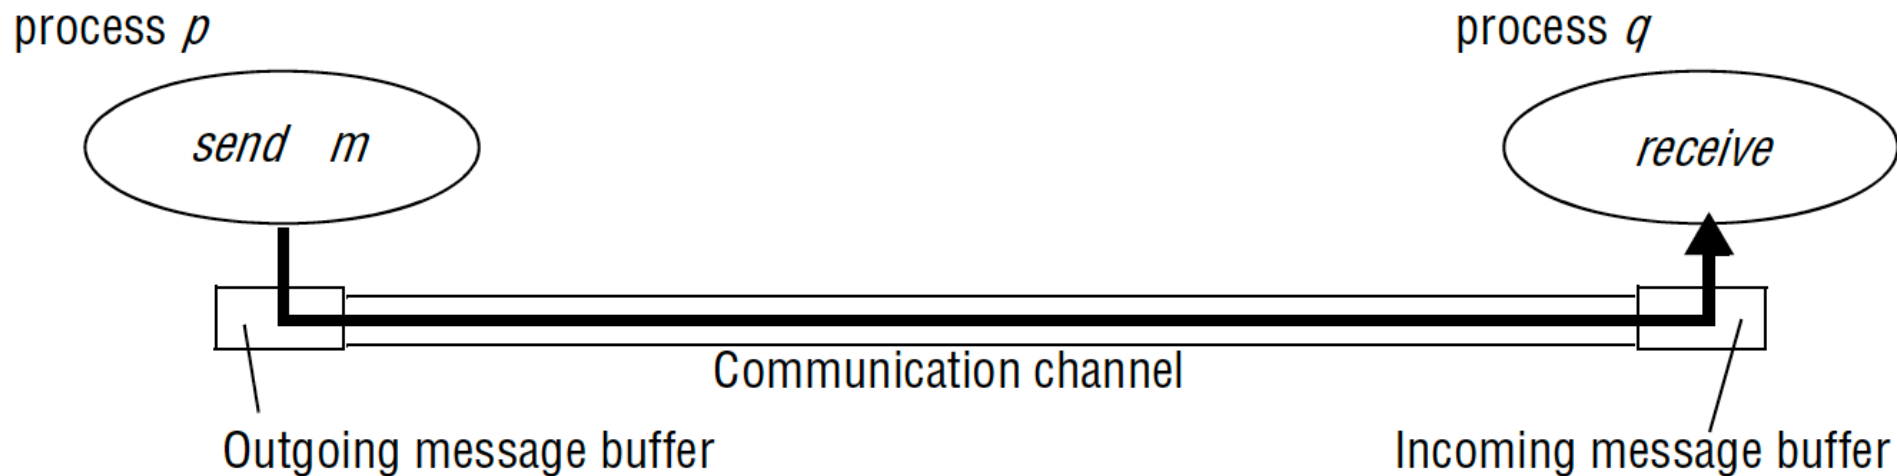 process p
process q
send m
receive
Communication channel
Outgoing message buffer
Incoming message buffer